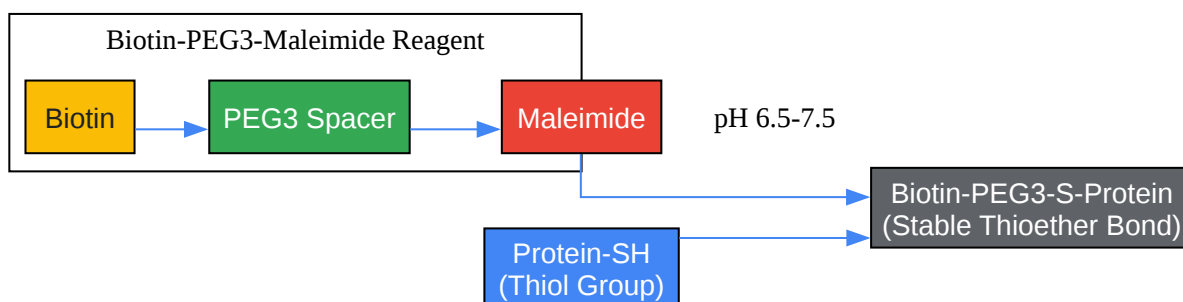 Biotin-PEG3-Maleimide Reagent
Biotin
PEG3 Spacer
Maleimide
pH 6.5-7.5
Biotin-PEG3-S-Protein
(Stable Thioether Bond)
Protein-SH
(Thiol Group)